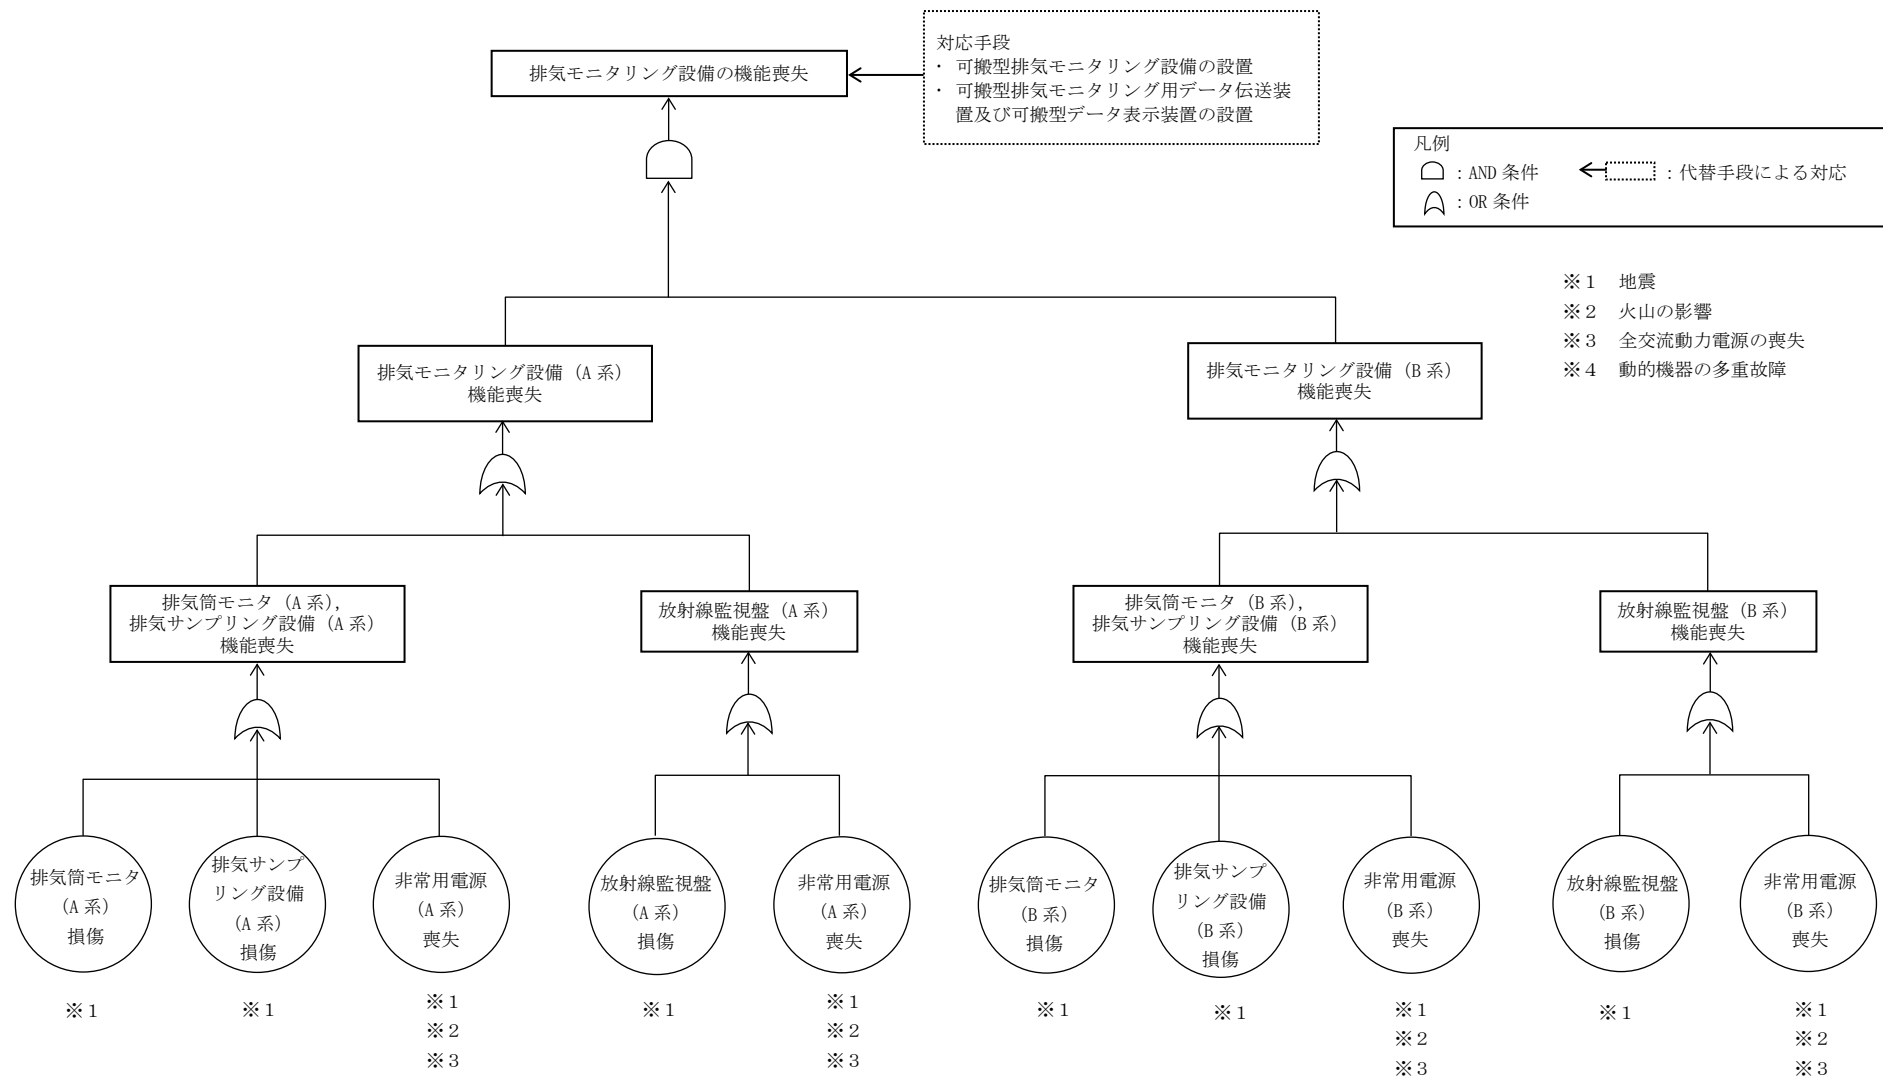 対応手段
・ 可搬型排気モニタリング設備の設置
・ 可搬型排気モニタリング用データ伝送装
置及び可搬型データ表示装置の設置
排気モニタリング設備の機能喪失
凡例
：AND 条件
：代替手段による対応
：OR 条件
※１ 地震
※２ 火山の影響
※３ 全交流動力電源の喪失
※４ 動的機器の多重故障
排気モニタリング設備（A 系）
機能喪失
排気モニタリング設備（B 系）
機能喪失
排気筒モニタ（A 系），
排気サンプリング設備（A 系）
機能喪失
放射線監視盤（A 系）
機能喪失
排気筒モニタ（B 系），
排気サンプリング設備（B 系）
機能喪失
放射線監視盤（B 系）
機能喪失
排気筒モニタ
（A 系）
損傷
排気サンプ
リング設備
（A 系）
損傷
非常用電源
（A 系）
喪失
放射線監視盤
（A 系）
損傷
非常用電源
（A 系）
喪失
排気筒モニタ
（B 系）
損傷
排気サンプ
リング設備
（B 系）
損傷
非常用電源
（B 系）
喪失
放射線監視盤
（B 系）
損傷
非常用電源
（B 系）
喪失
※１
※１
※１
※２
※３
※１
※１
※２
※３
※１
※１
※１
※２
※３
※１
※１
※２
※３